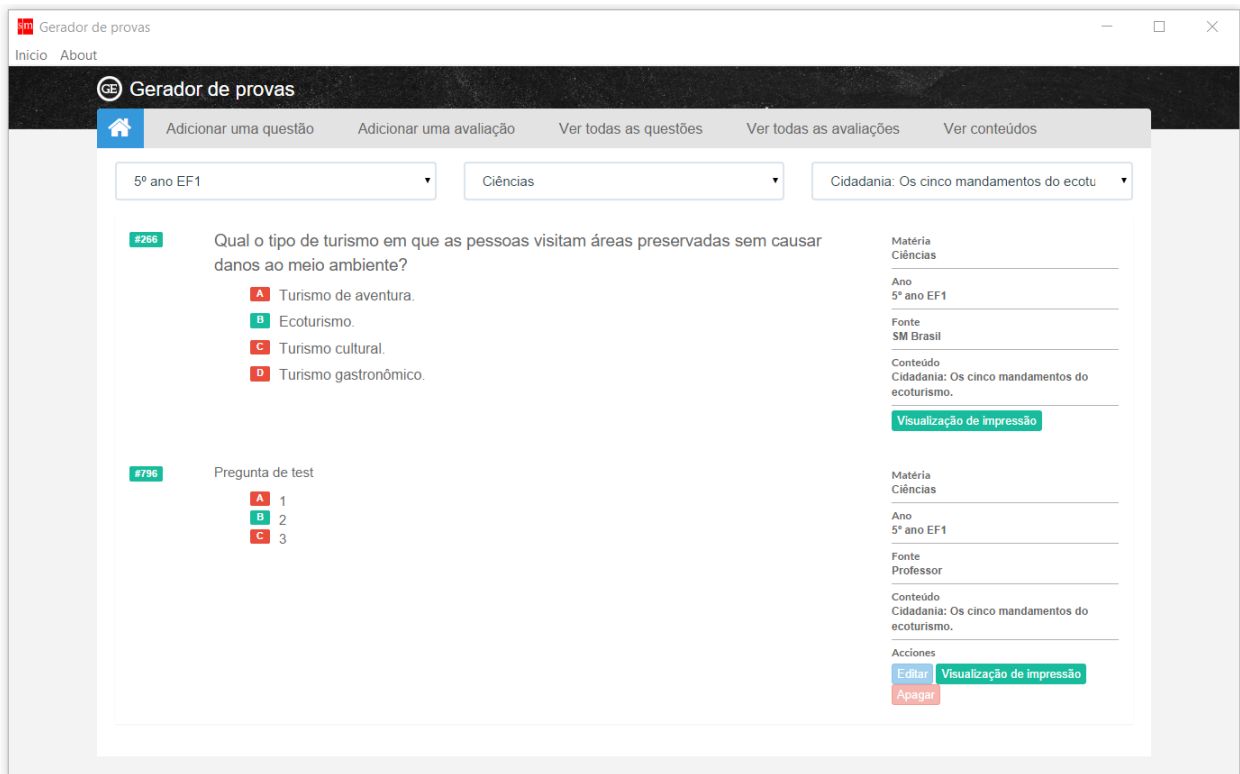 sm Gerador de provas
Inicio About
GE Gerador de provas
Adicionar uma questão Adicionar uma avaliação Ver todas as questões Ver todas as avaliações Ver conteúdos
5º ano EF1 Ciências Cidadania: Os cinco mandamentos do ecotu
#266
Qual o tipo de turismo em que as pessoas visitam áreas preservadas sem causar
danos ao meio ambiente?
A Turismo de aventura.
B Ecoturismo.
C Turismo cultural.
D Turismo gastronômico.
Matéria
Ciências
Ano
5º ano EF1
Fonte
SM Brasil
Conteúdo
Cidadania: Os cinco mandamentos do
ecoturismo.
Visualização de impressão
#796
Pregunta de test
A 1
B 2
C 3
Matéria
Ciências
Ano
5º ano EF1
Fonte
Professor
Conteúdo
Cidadania: Os cinco mandamentos do
ecoturismo.
Acciones
Editar Visualização de impressão
Apagar